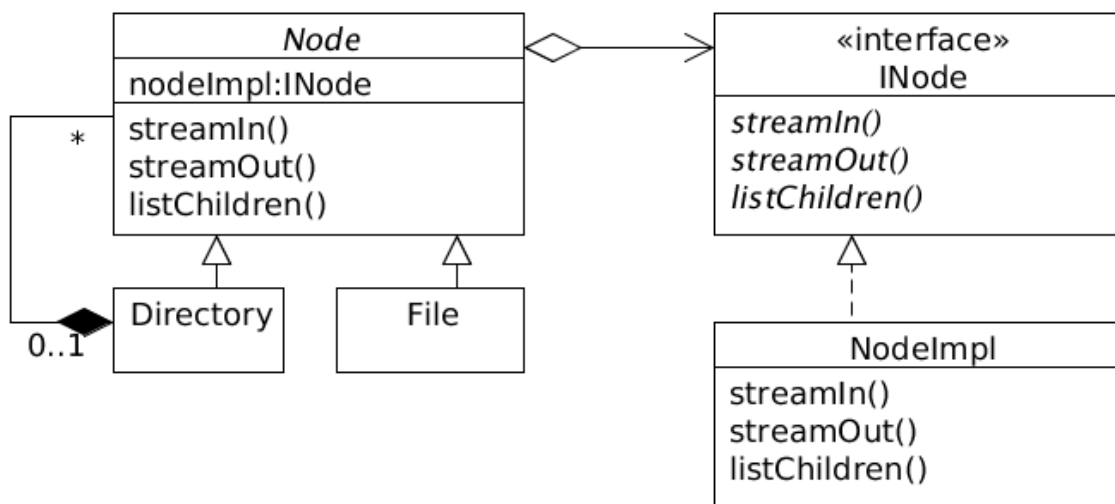 Node
nodeImpl:INode
streamIn()
streamOut()
listChildren()
*
0..1
Directory
File
«interface»
INode
streamIn()
streamOut()
listChildren()
NodeImpl
streamIn()
streamOut()
listChildren()